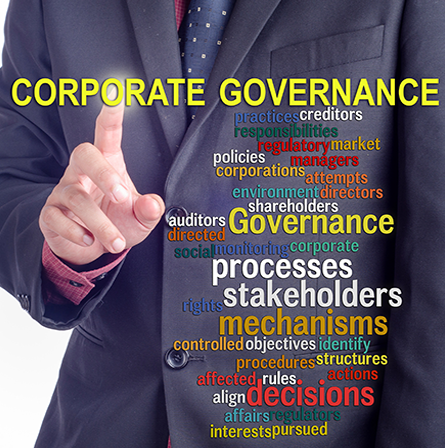 CORPORATE GOVERNANCE
practices creditors
responsibilities
regulatory market
policies managers
corporations attempts
environment directors
shareholders
auditors Governance
directed
social monitoring corporate
processes
rights stakeholders
mechanisms
controlled objectives identify
procedures structures
affected rules actions
align decisions
affairs regulators
interests pursued